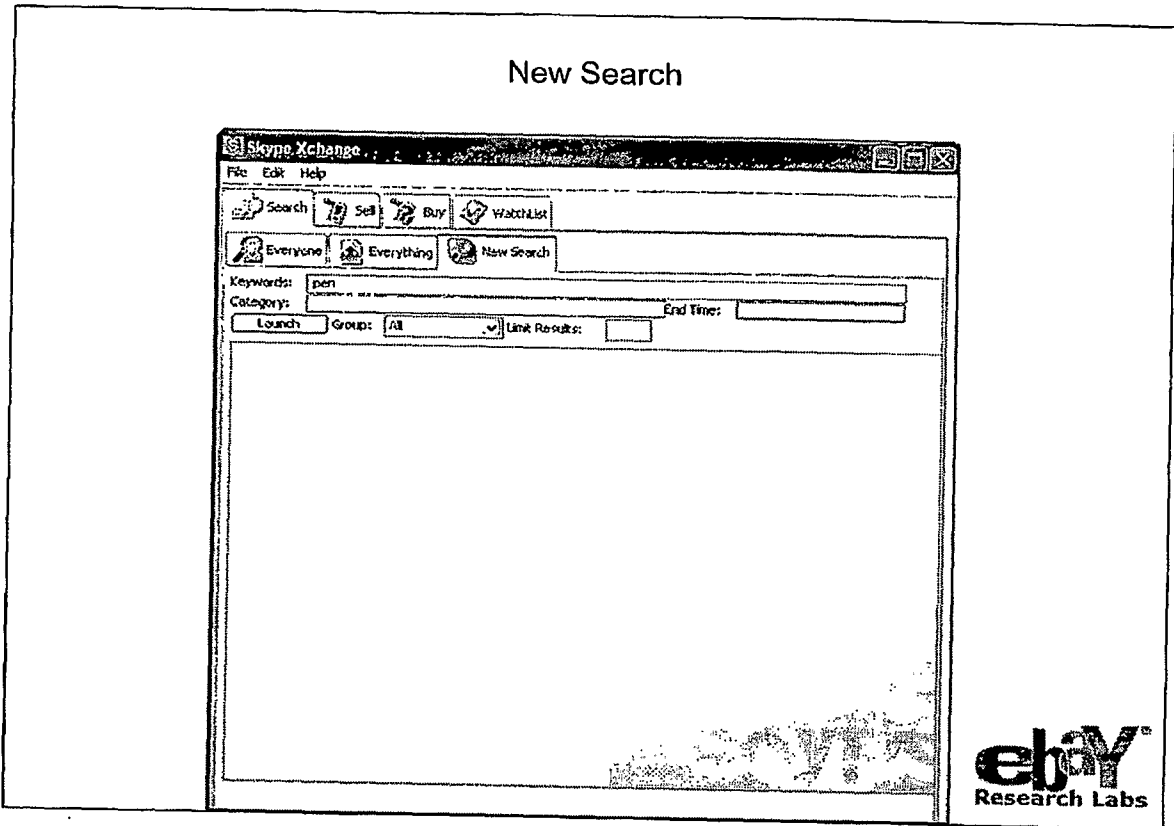 New Search
Skype Xchange
File Edit Help
Search Sell Buy WatchList
Everyone Everything New Search
Keywords: pen
Category: End Time:
Launch Group: All Limit Results:
skype
ebay
Research Labs